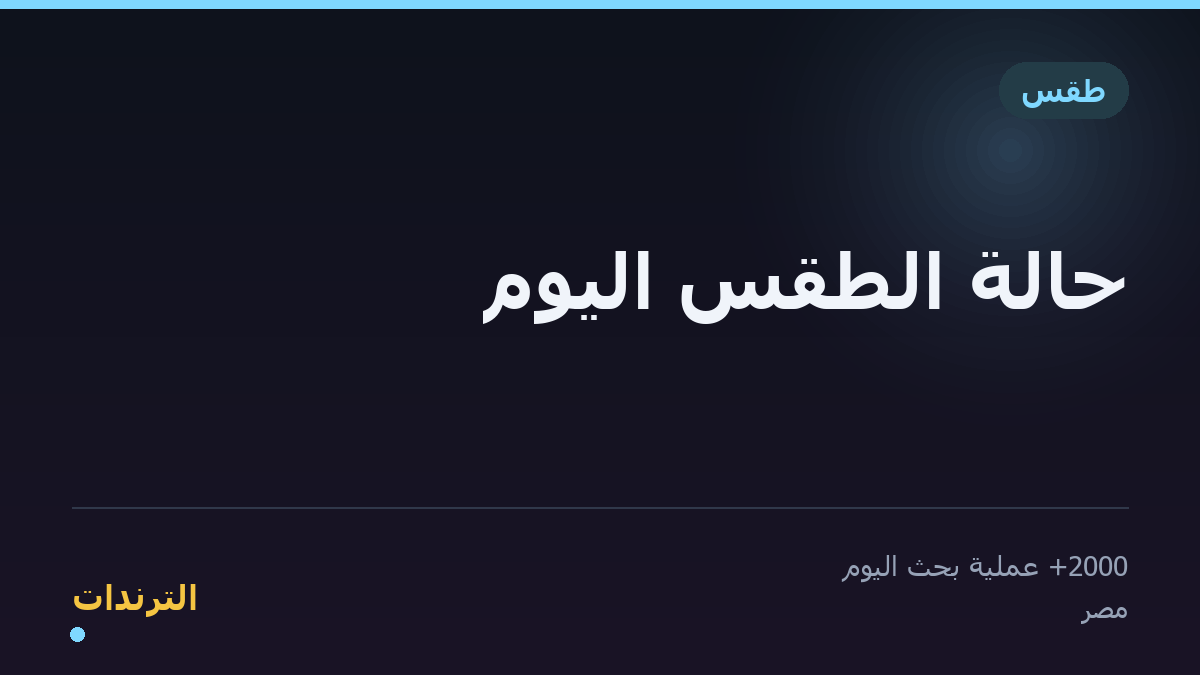 طقس
حالة الطقس اليوم
2000+ عملية بحث اليوم
مصر
الترندات